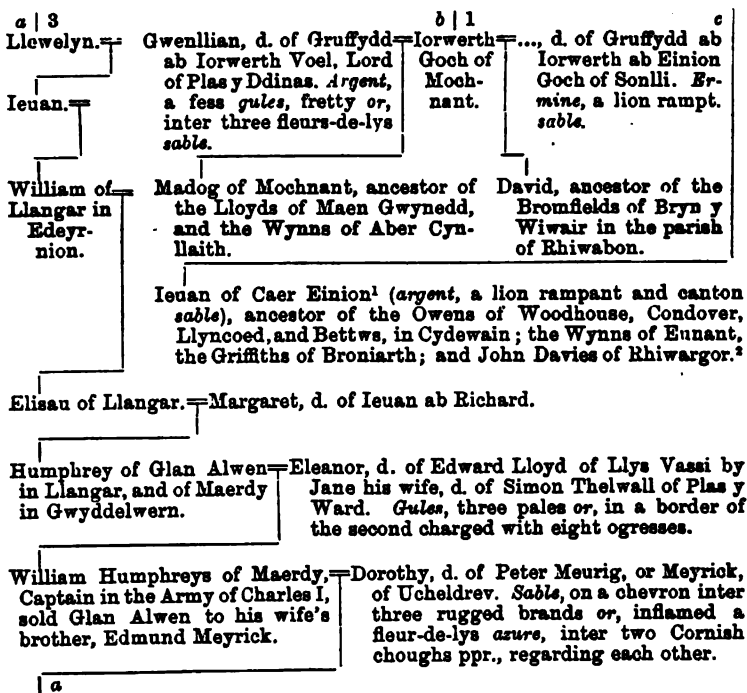 a | 3
b | 1
c
Llewelyn.=
Gwenllian, d. of Gruffydd=Iorwerth=..., d. of Gruffydd ab
ab Iorwerth Voel, Lord
of Plas y Ddinas. Argent,
a fess gules, fretty or,
inter three fleurs-de-lys
sable.
Goch of
Moch-
nant.
Iorwerth ab Einion
Goch of Sonlli. Er-
mine, a lion rampt.
sable.
Ieuan.=
William of=
Llangar in
Edeyr-
nion.
Madog of Mochnant, ancestor of
the Lloyds of Maen Gwynedd,
and the Wynns of Aber Cyn-
llaith.
David, ancestor of the
Bromfields of Bryn y
Wiwair in the parish
of Rhiwabon.
Ieuan of Caer Einion¹ (argent, a lion rampant and canton
sable), ancestor of the Owens of Woodhouse, Condover,
Llyncoed, and Bettws, in Cydewain; the Wynns of Eunant,
the Griffiths of Broniarth; and John Davies of Rhiwargor.²
Elisau of Llangar.=Margaret, d. of Ieuan ab Richard.
Humphrey of Glan Alwen=Eleanor, d. of Edward Lloyd of Llys Vassi by
in Llangar, and of Maerdy
in Gwyddelwern.
Jane his wife, d. of Simon Thelwall of Plas y
Ward. Gules, three pales or, in a border of
the second charged with eight ogresses.
William Humphreys of Maerdy,=Dorothy, d. of Peter Meurig, or Meyrick,
Captain in the Army of Charles I,
sold Glan Alwen to his wife's
brother, Edmund Meyrick.
of Ucheldrev. Sable, on a chevron inter
three rugged brands or, inflamed a
fleur-de-lys azure, inter two Cornish
choughs ppr., regarding each other.
| a